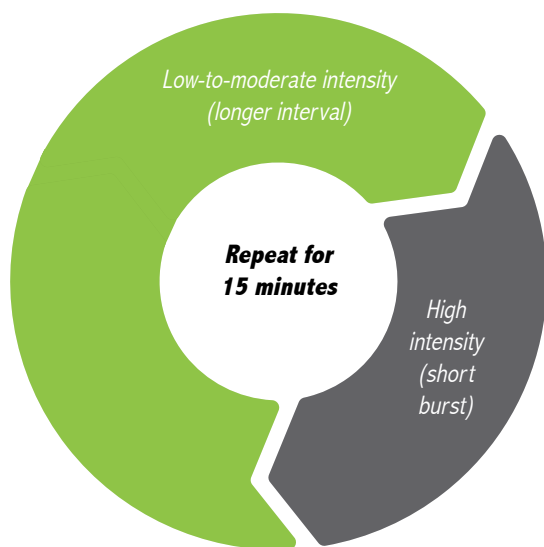 Low-to-moderate intensity
(longer interval)
Repeat for
15 minutes
High
intensity
(short
burst)